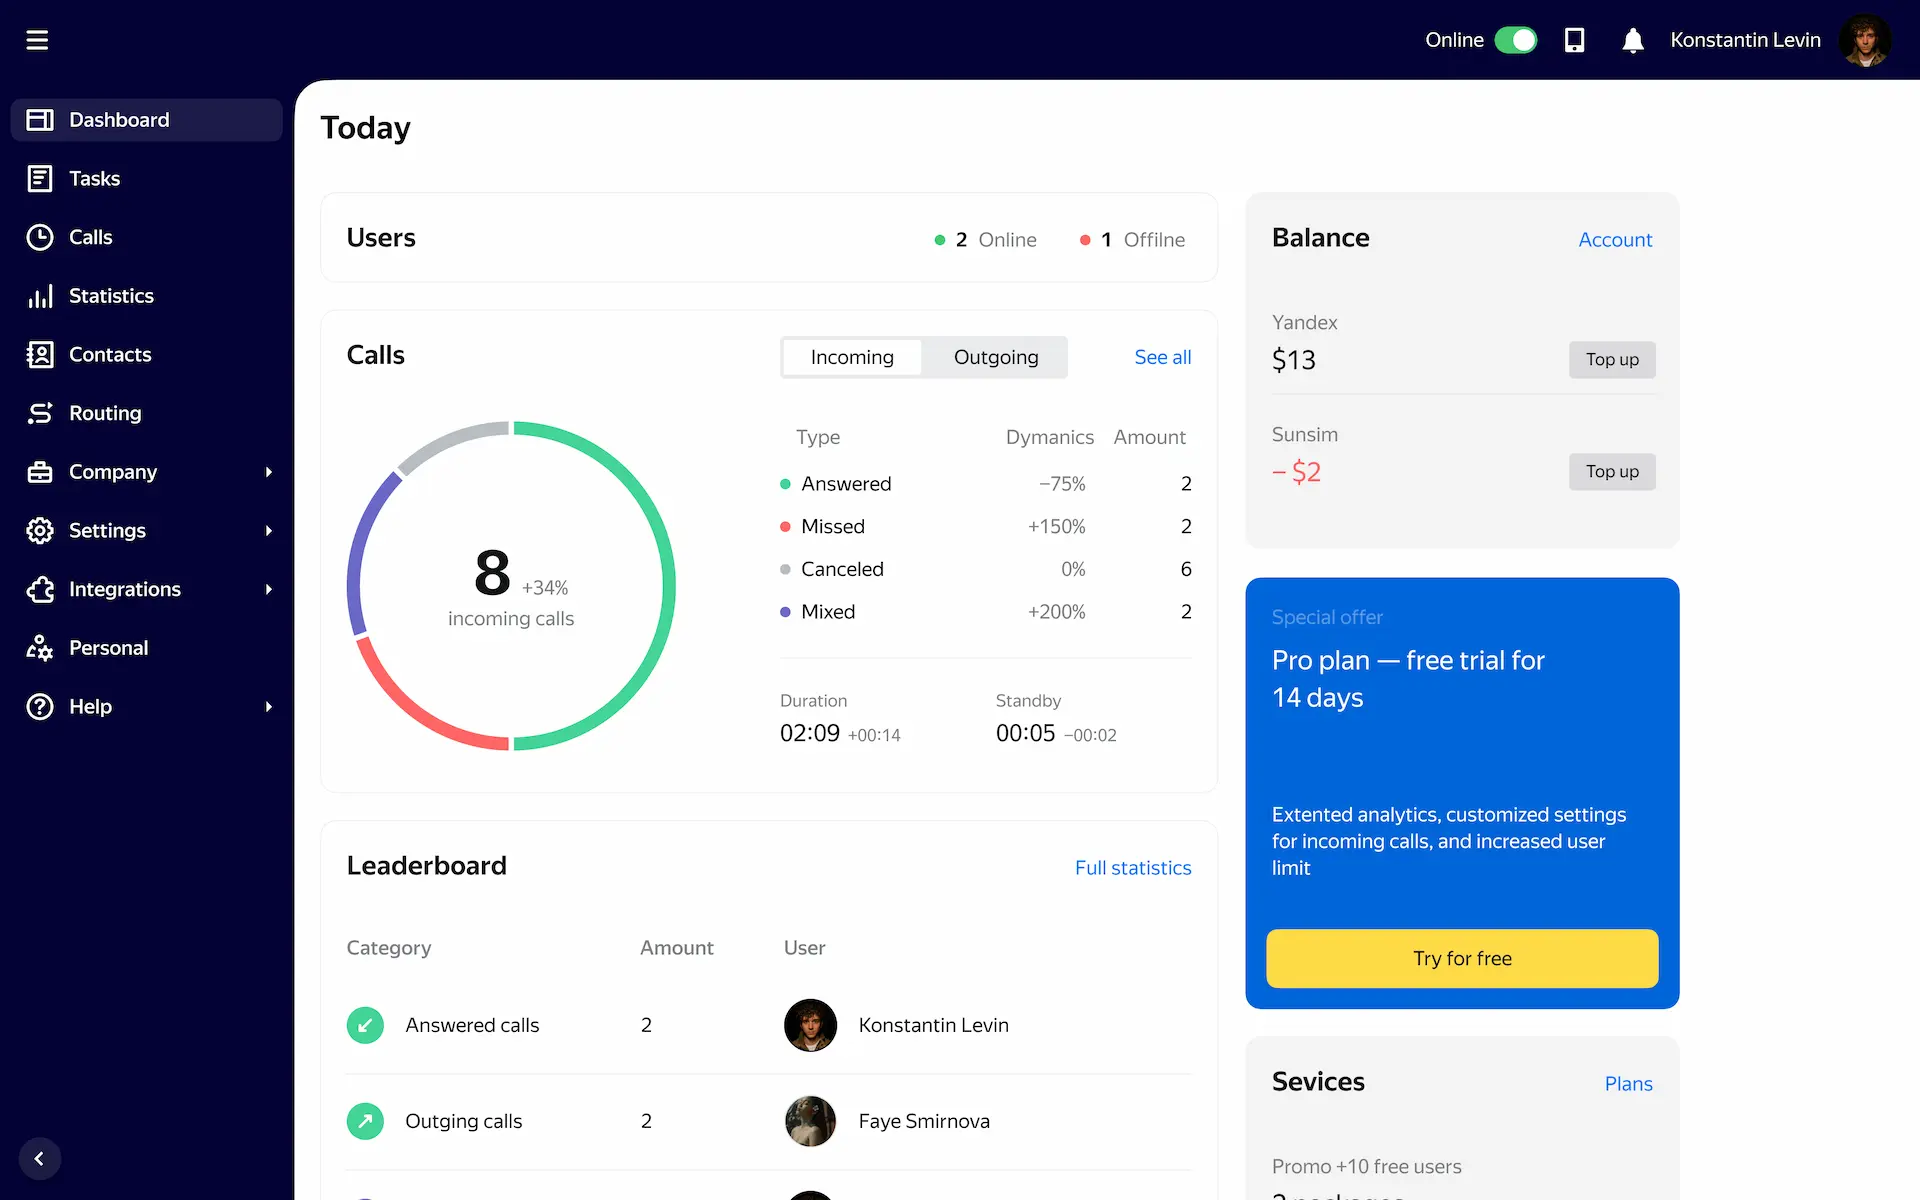 Online
Konstantin Levin
Dashboard
Tasks
Calls
Statistics
Contacts
Routing
Company
Settings
Integrations
Personal
Help
Today
Users
2 Online
1 Offilne
Calls
Incoming
Outgoing
See all
8 +34%
incoming calls
Type Dymanics Amount
Answered −75% 2
Missed +150% 2
Canceled 0% 6
Mixed +200% 2
Duration
02:09 +00:14
Standby
00:05 −00:02
Leaderboard
Full statistics
Category Amount User
Answered calls 2 Konstantin Levin
Outging calls 2 Faye Smirnova
Balance
Account
Yandex
$13
Top up
Sunsim
– $2
Top up
Special offer
Pro plan — free trial for
14 days
Extented analytics, customized settings
for incoming calls, and increased user
limit
Try for free
Sevices
Plans
Promo +10 free users